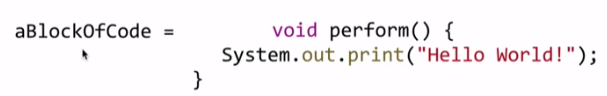 aBlockOfCode = void perform() {
System.out.print("Hello World!");
}